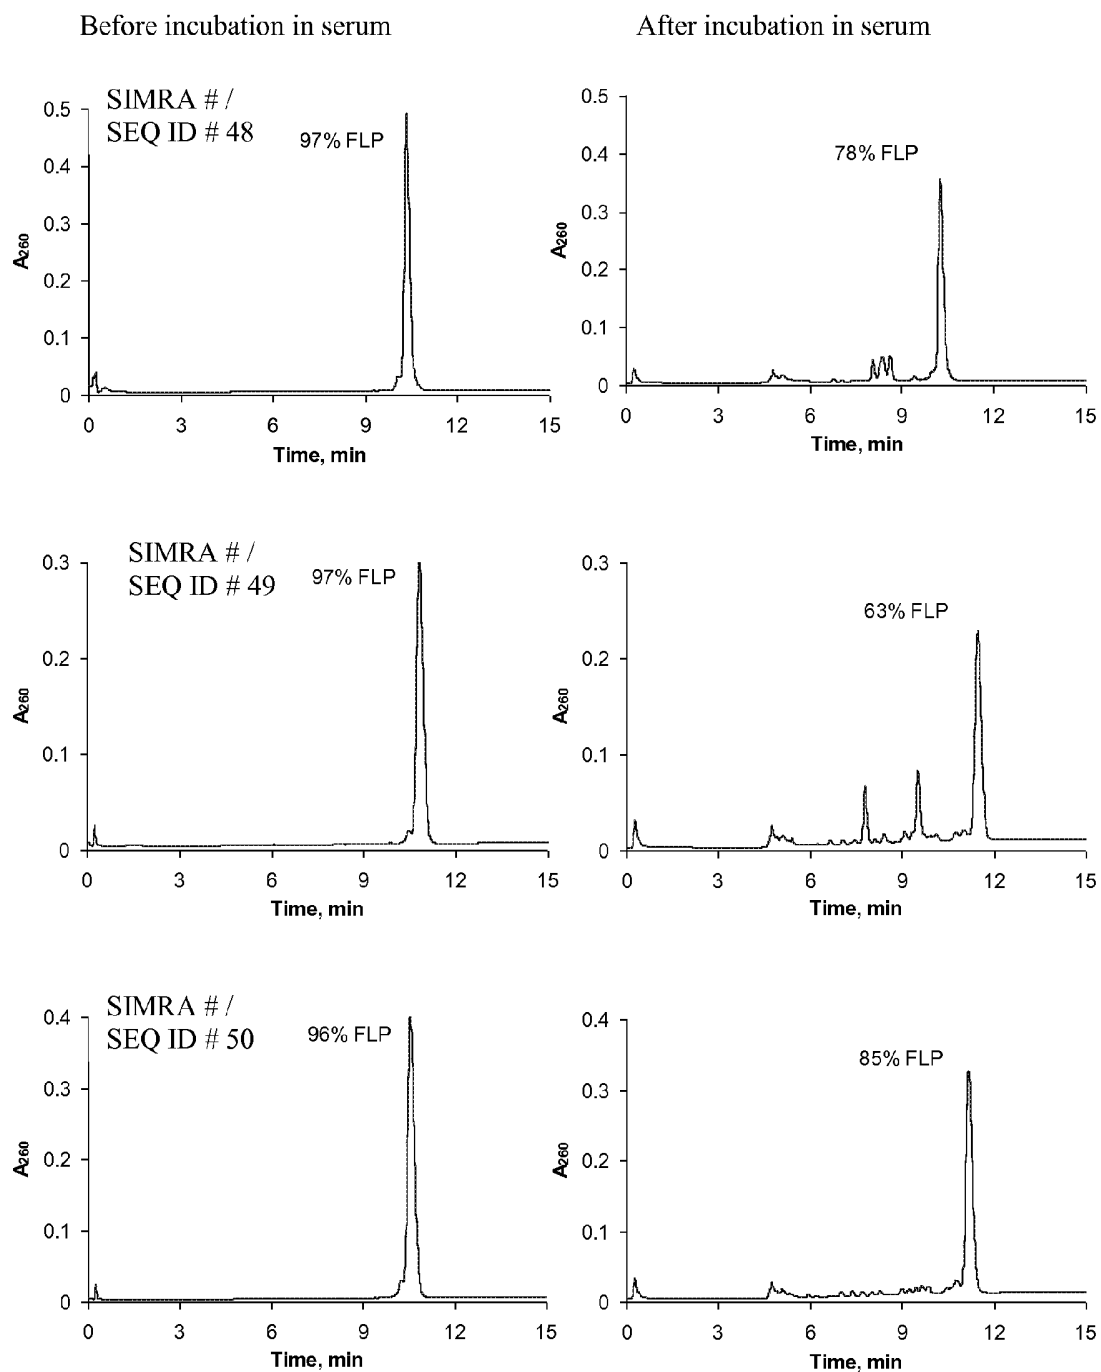 Before incubation in serum
After incubation in serum
SIMRA # /
SEQ ID # 48
97% FLP
0.5
0.4
0.3
0.2
0.1
0
A260
0 3 6 9 12 15
Time, min
78% FLP
0.5
0.4
0.3
0.2
0.1
0
A260
0 3 6 9 12 15
Time, min
SIMRA # /
SEQ ID # 49
97% FLP
0.3
0.2
0.1
0
A260
0 3 6 9 12 15
Time, min
63% FLP
0.3
0.2
0.1
0
A260
0 3 6 9 12 15
Time, min
SIMRA # /
SEQ ID # 50
96% FLP
0.4
0.3
0.2
0.1
0
A260
0 3 6 9 12 15
Time, min
85% FLP
0.4
0.3
0.2
0.1
0
A260
0 3 6 9 12 15
Time, min